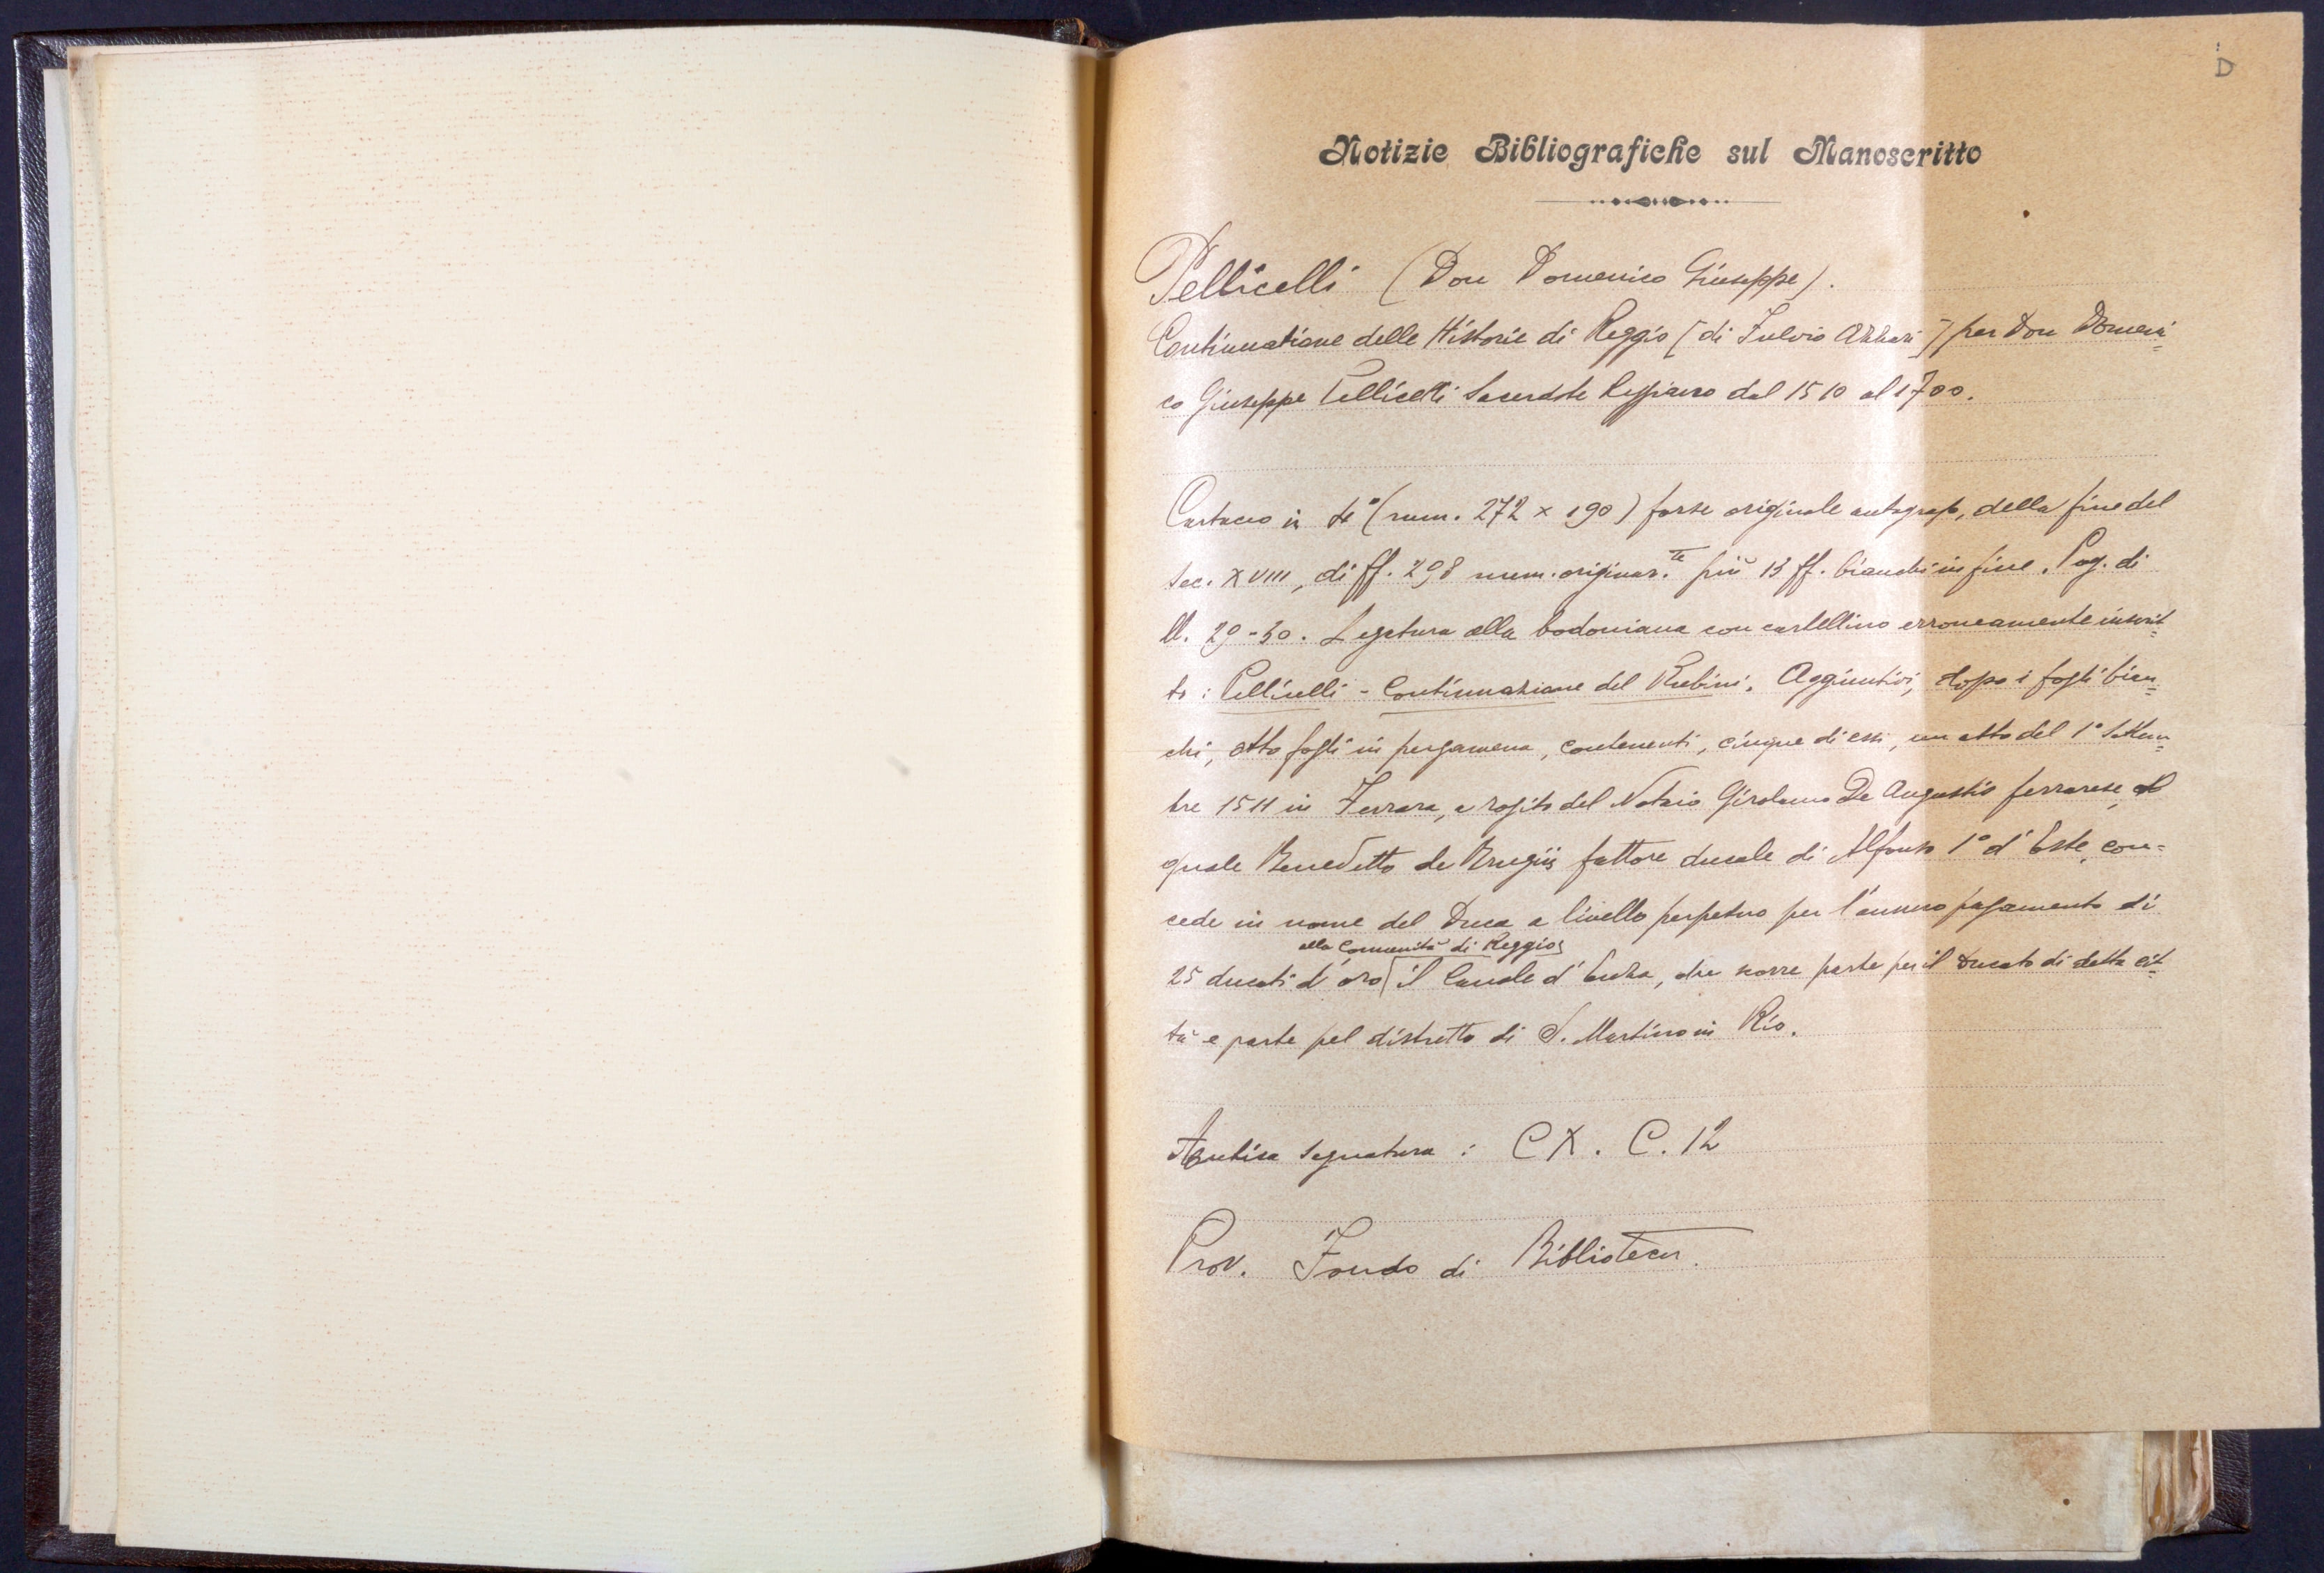 D
Notizie Bibliografiche sul Manoscritto
Pellicelli (Don Domenico Giuseppe).
Continuatione delle Historie di Reggio [di Fulvio Azzari] per Don Domeni=
co Giuseppe Pellicelli Sacerdote Reggiano dal 1510 al 1700.
Cartaceo in 4° (mm. 272 x 190) forse originale autografo, della fine del
sec. XVIII, di ff. 298 num. originar.te più 13 ff. bianchi in fine. Pag. di
ll. 29-30. Legatura alla bodoniana con cartellino erroneamente inscrit=
to: Pellicelli - Continuazione del Rubini. Aggiuntivi, dopo i fogli bian=
chi, otto fogli in pergamena, contenenti, cinque di essi, un atto del 1° Settem=
bre 1511 in Ferrara, a rogito del Notaio Girolamo De Augustis ferrarese, col
quale Benedetto de Brugiis fattore ducale di Alfonso 1° d'Este, con=
cede in nome del Duca a livello perpetuo per l'annuo pagamento di
alla Comunità di Reggio
25 ducati d'oro il Canale d'Enza, che scorre parte per il Ducato di detta cit=
tà e parte pel distretto di S. Martino in Rio.
Antica segnatura: CX. C. 12
Prov. Fondo di Biblioteca.